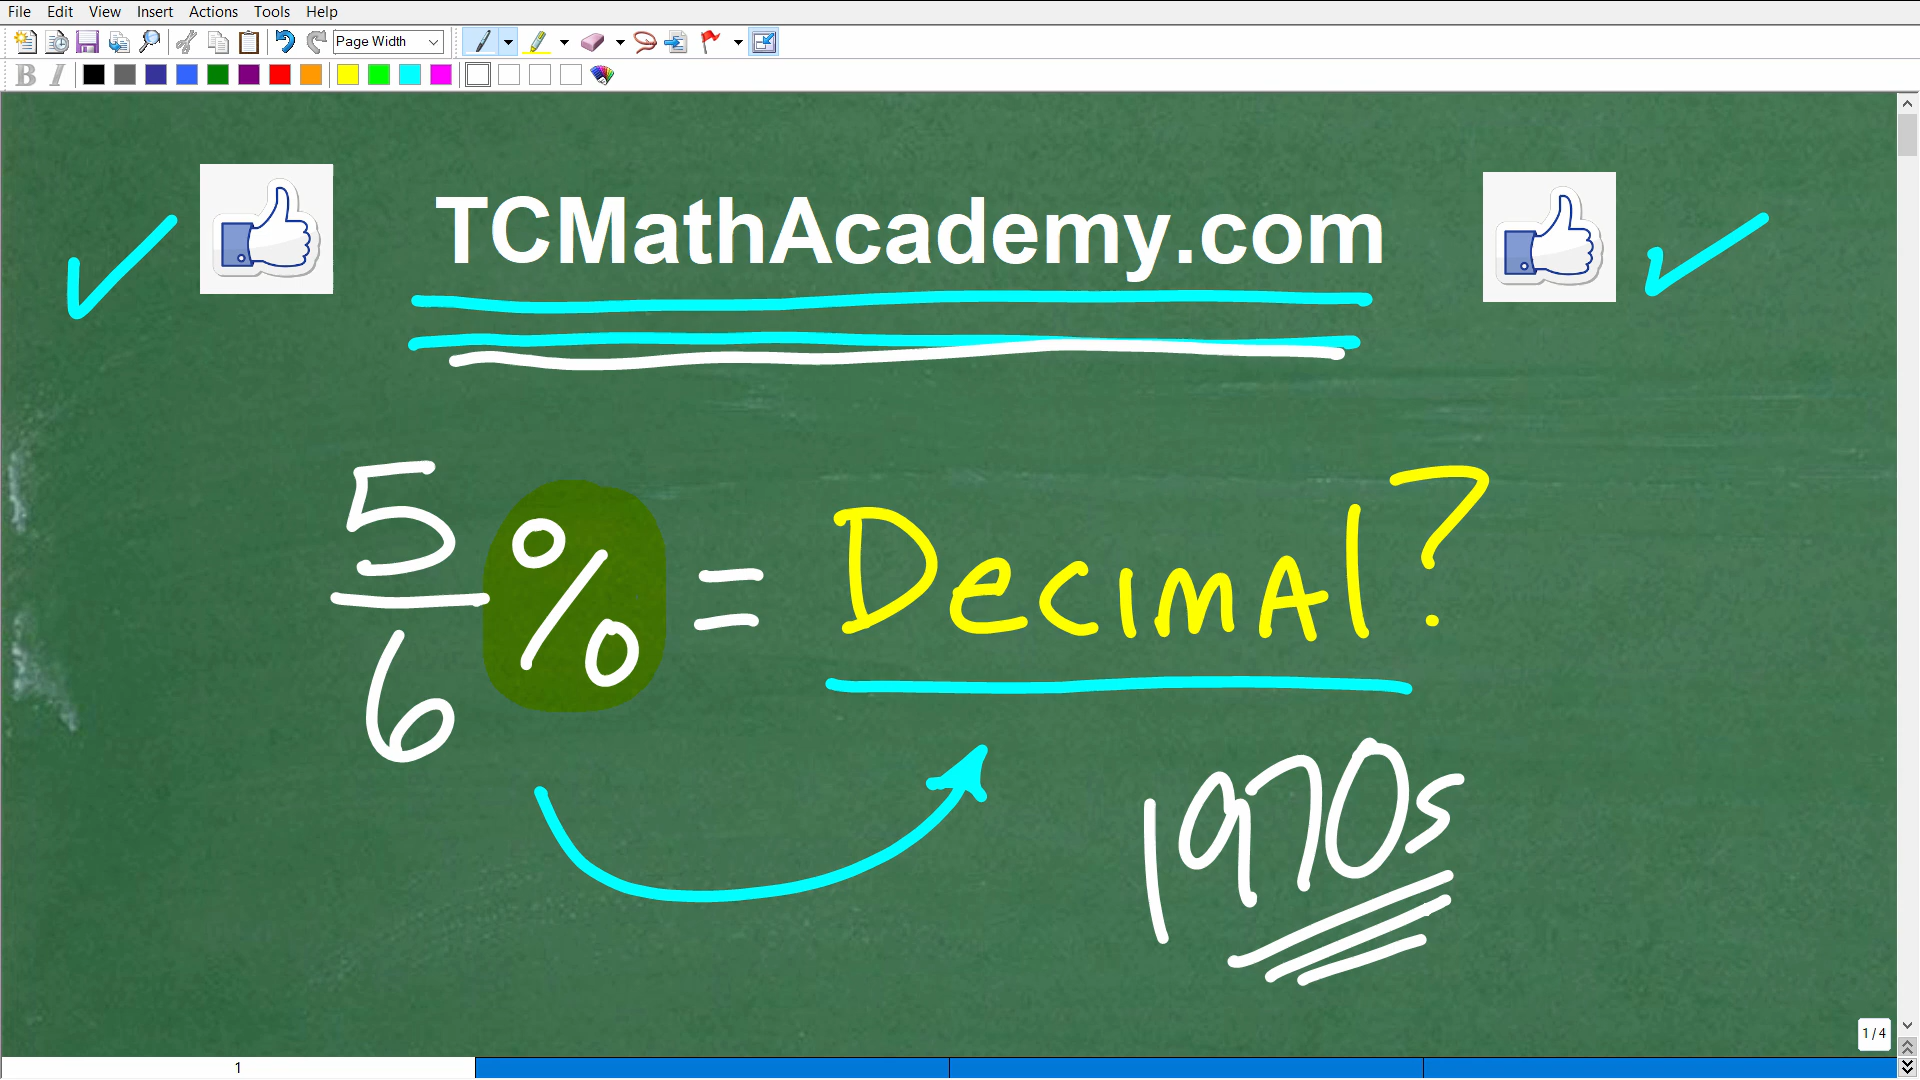 File Edit View Insert Actions Tools Help
Page Width
B I
TCMathAcademy.com
5/6 % = Decimal?
1970s
1 / 4
1